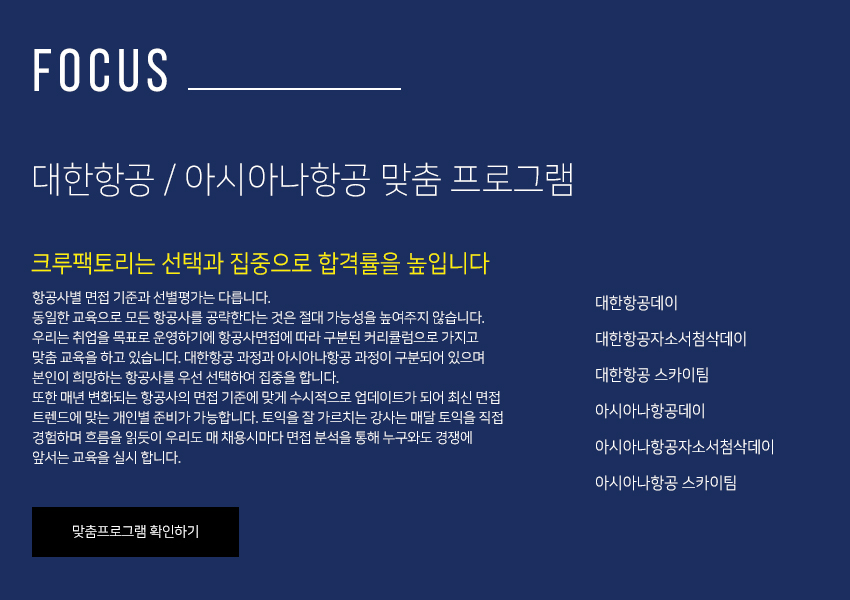 FOCUS
대한항공 / 아시아나항공 맞춤 프로그램
크루팩토리는 선택과 집중으로 합격률을 높입니다
항공사별 면접 기준과 선별평가는 다릅니다.
동일한 교육으로 모든 항공사를 공략한다는 것은 절대 가능성을 높여주지 않습니다.
우리는 취업을 목표로 운영하기에 항공사면접에 따라 구분된 커리큘럼으로 가지고
맞춤 교육을 하고 있습니다. 대한항공 과정과 아시아나항공 과정이 구분되어 있으며
본인이 희망하는 항공사를 우선 선택하여 집중을 합니다.
또한 매년 변화되는 항공사의 면접 기준에 맞게 수시적으로 업데이트가 되어 최신 면접
트렌드에 맞는 개인별 준비가 가능합니다. 토익을 잘 가르치는 강사는 매달 토익을 직접
경험하며 흐름을 읽듯이 우리도 매 채용시마다 면접 분석을 통해 누구와도 경쟁에
앞서는 교육을 실시 합니다.
맞춤프로그램 확인하기
대한항공데이
대한항공자소서첨삭데이
대한항공 스카이팀
아시아나항공데이
아시아나항공자소서첨삭데이
아시아나항공 스카이팀